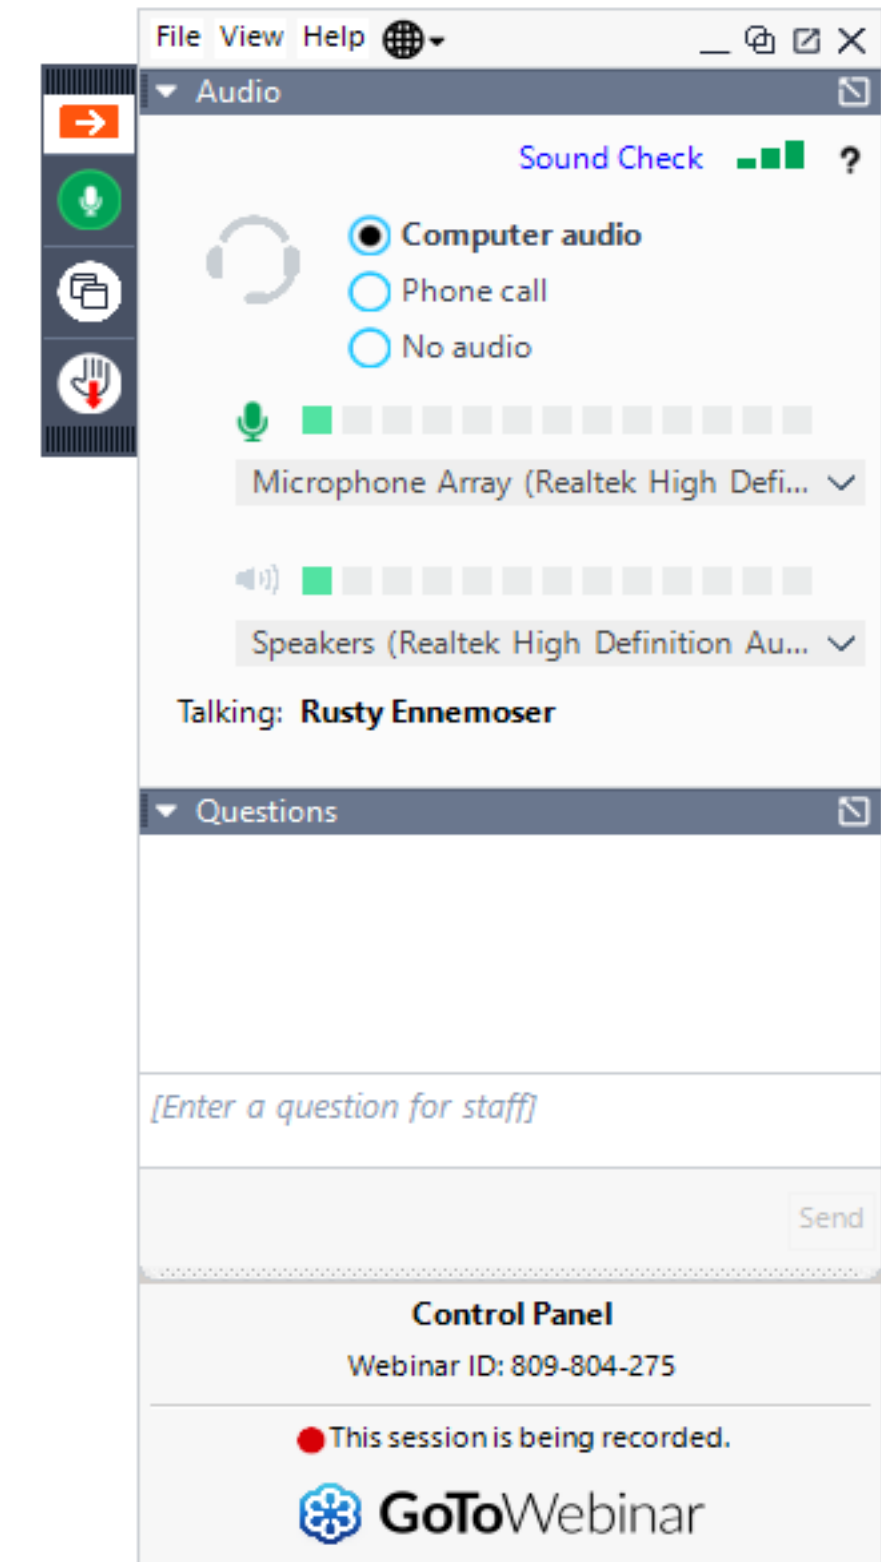 File View Help
Audio
Sound Check ?
Computer audio
Phone call
No audio
Microphone Array (Realtek High Defi...
Speakers (Realtek High Definition Au...
Talking: Rusty Ennemoser
Questions
[Enter a question for staff]
Send
Control Panel
Webinar ID: 809-804-275
This session is being recorded.
GoToWebinar